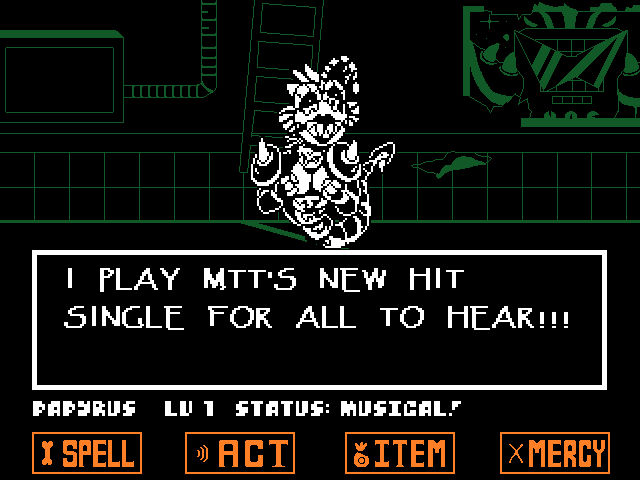 I PLAY MTT'S NEW HIT
SINGLE FOR ALL TO HEAR!!!
PAPYRUS LV 1 STATUS: MUSICAL!
SPELL ACT ITEM MERCY